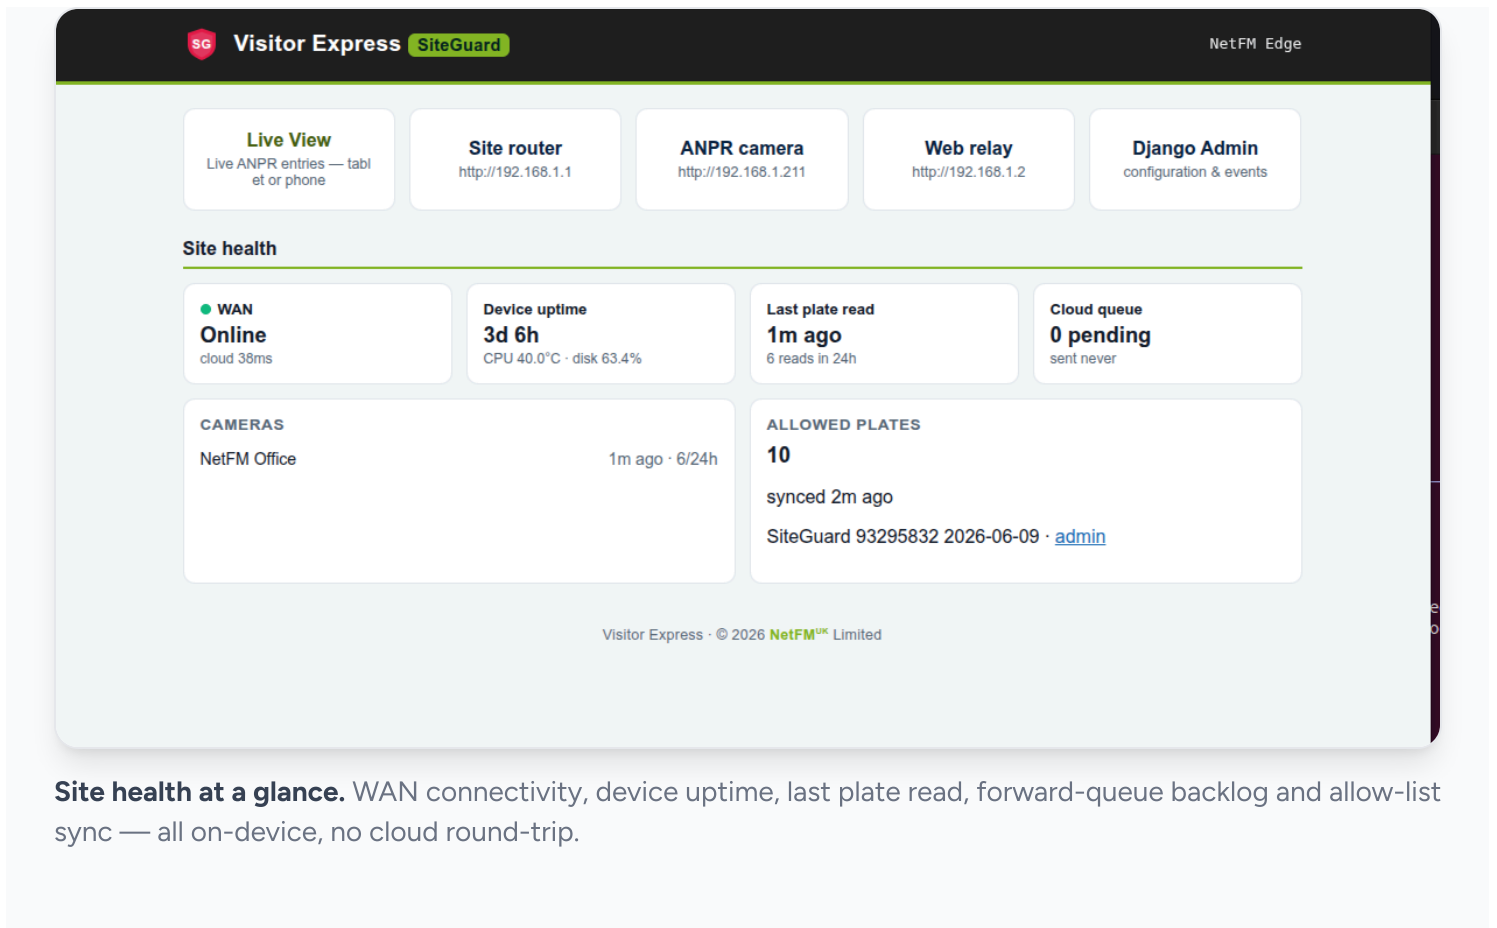 SG Visitor Express SiteGuard
NetFM Edge
Live View
Live ANPR entries — tabl
et or phone
Site router
http://192.168.1.1
ANPR camera
http://192.168.1.211
Web relay
http://192.168.1.2
Django Admin
configuration & events
Site health
WAN
Online
cloud 38ms
Device uptime
3d 6h
CPU 40.0°C · disk 63.4%
Last plate read
1m ago
6 reads in 24h
Cloud queue
0 pending
sent never
CAMERAS
NetFM Office 1m ago · 6/24h
ALLOWED PLATES
10
synced 2m ago
SiteGuard 93295832 2026-06-09 · admin
e
o
Visitor Express · © 2026 NetFMUK Limited
Site health at a glance. WAN connectivity, device uptime, last plate read, forward-queue backlog and allow-list
sync — all on-device, no cloud round-trip.